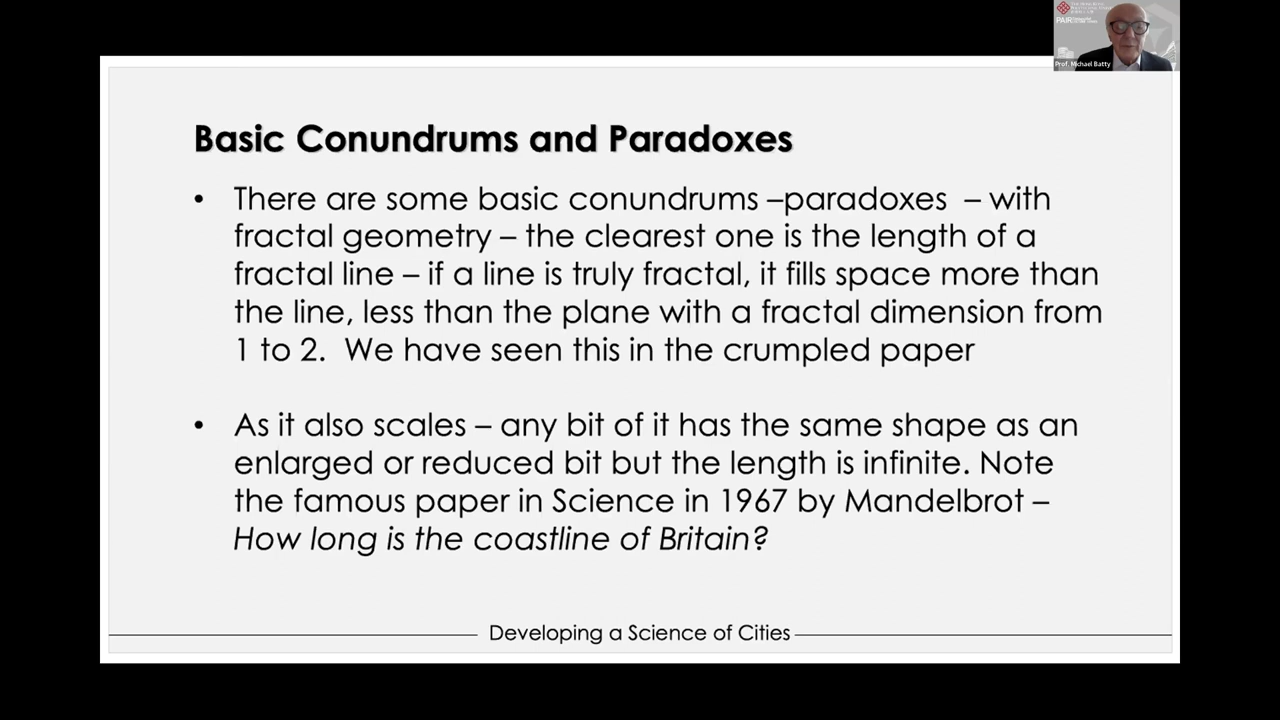 PAIR
Prof. Michael Batty
Basic Conundrums and Paradoxes
• There are some basic conundrums –paradoxes – with
fractal geometry – the clearest one is the length of a
fractal line – if a line is truly fractal, it fills space more than
the line, less than the plane with a fractal dimension from
1 to 2. We have seen this in the crumpled paper
• As it also scales – any bit of it has the same shape as an
enlarged or reduced bit but the length is infinite. Note
the famous paper in Science in 1967 by Mandelbrot –
How long is the coastline of Britain?
Developing a Science of Cities